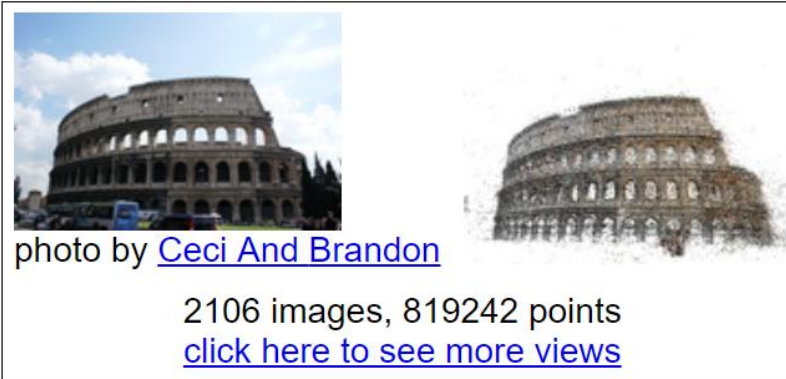 photo by Ceci And Brandon
2106 images, 819242 points
click here to see more views